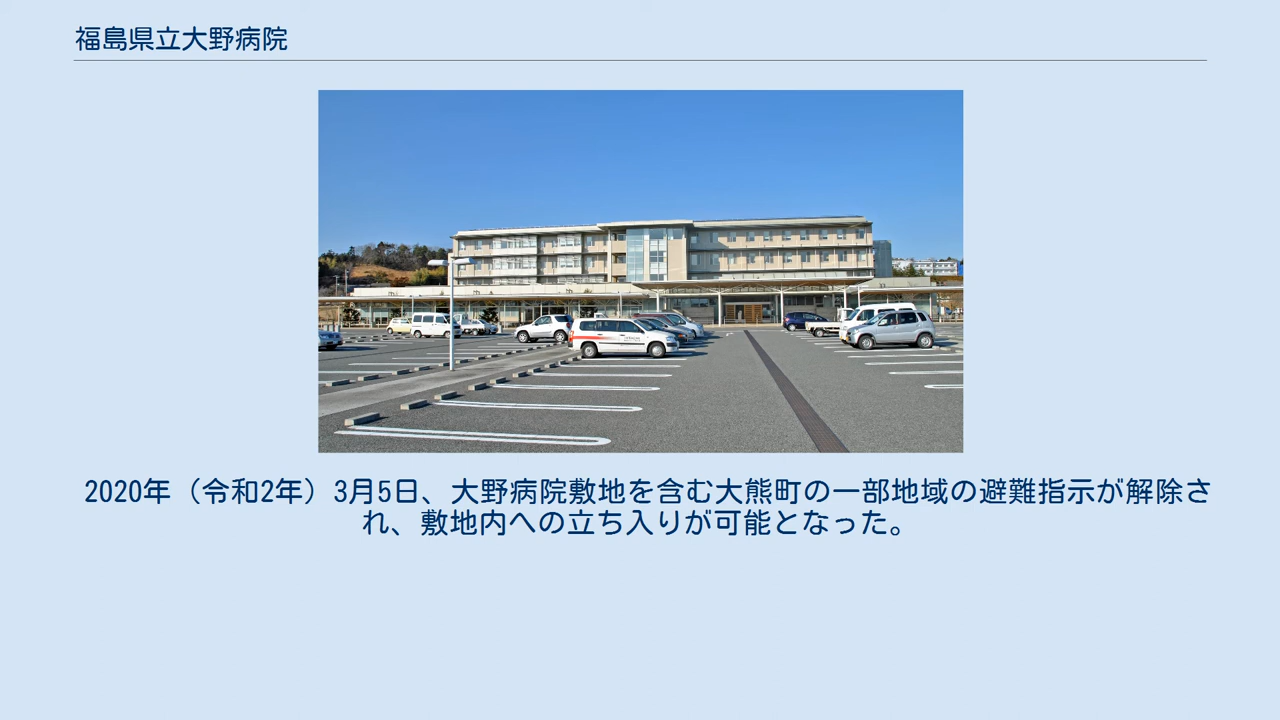 福島県立大野病院
2020年（令和2年）3月5日、大野病院敷地を含む大熊町の一部地域の避難指示が解除さ
れ、敷地内への立ち入りが可能となった。